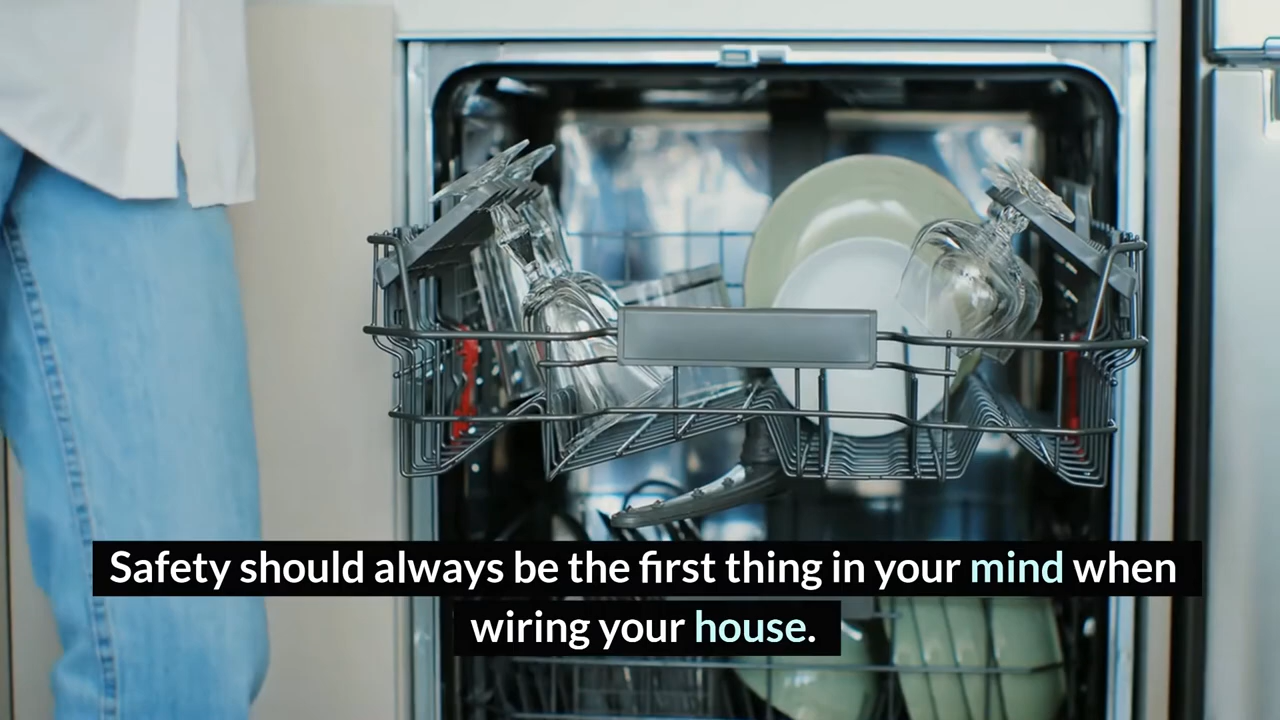 Safety should always be the first thing in your mind when
wiring your house.